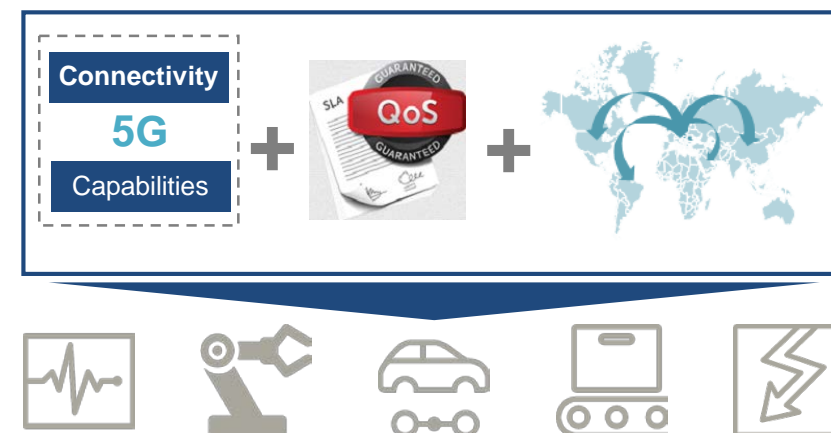 Connectivity
5G
Capabilities
SLA
GUARANTEED
QoS
GUARANTEED